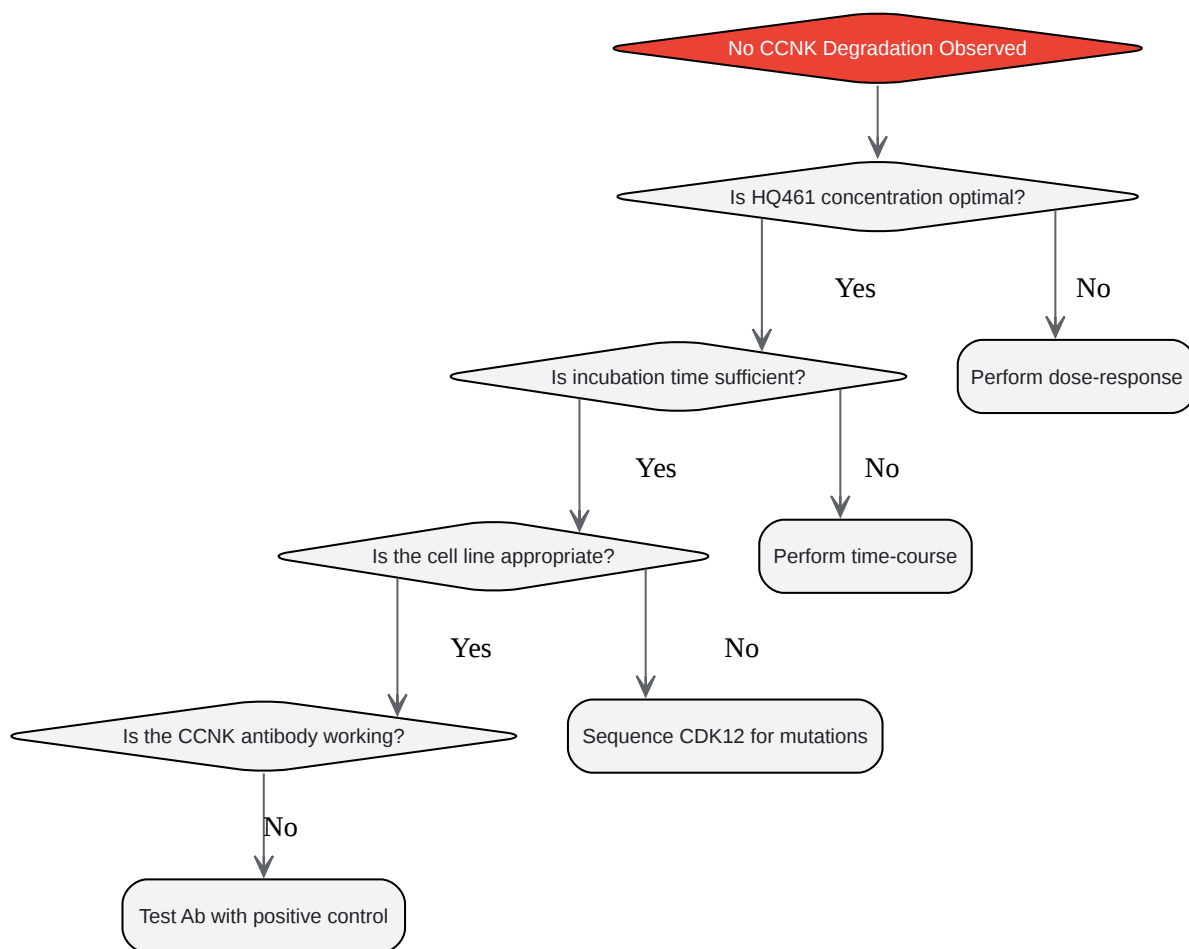 No CCNK Degradation Observed
Is HQ461 concentration optimal?
Yes
No
Is incubation time sufficient?
Perform dose-response
Yes
No
Is the cell line appropriate?
Perform time-course
Yes
No
Is the CCNK antibody working?
Sequence CDK12 for mutations
No
Test Ab with positive control